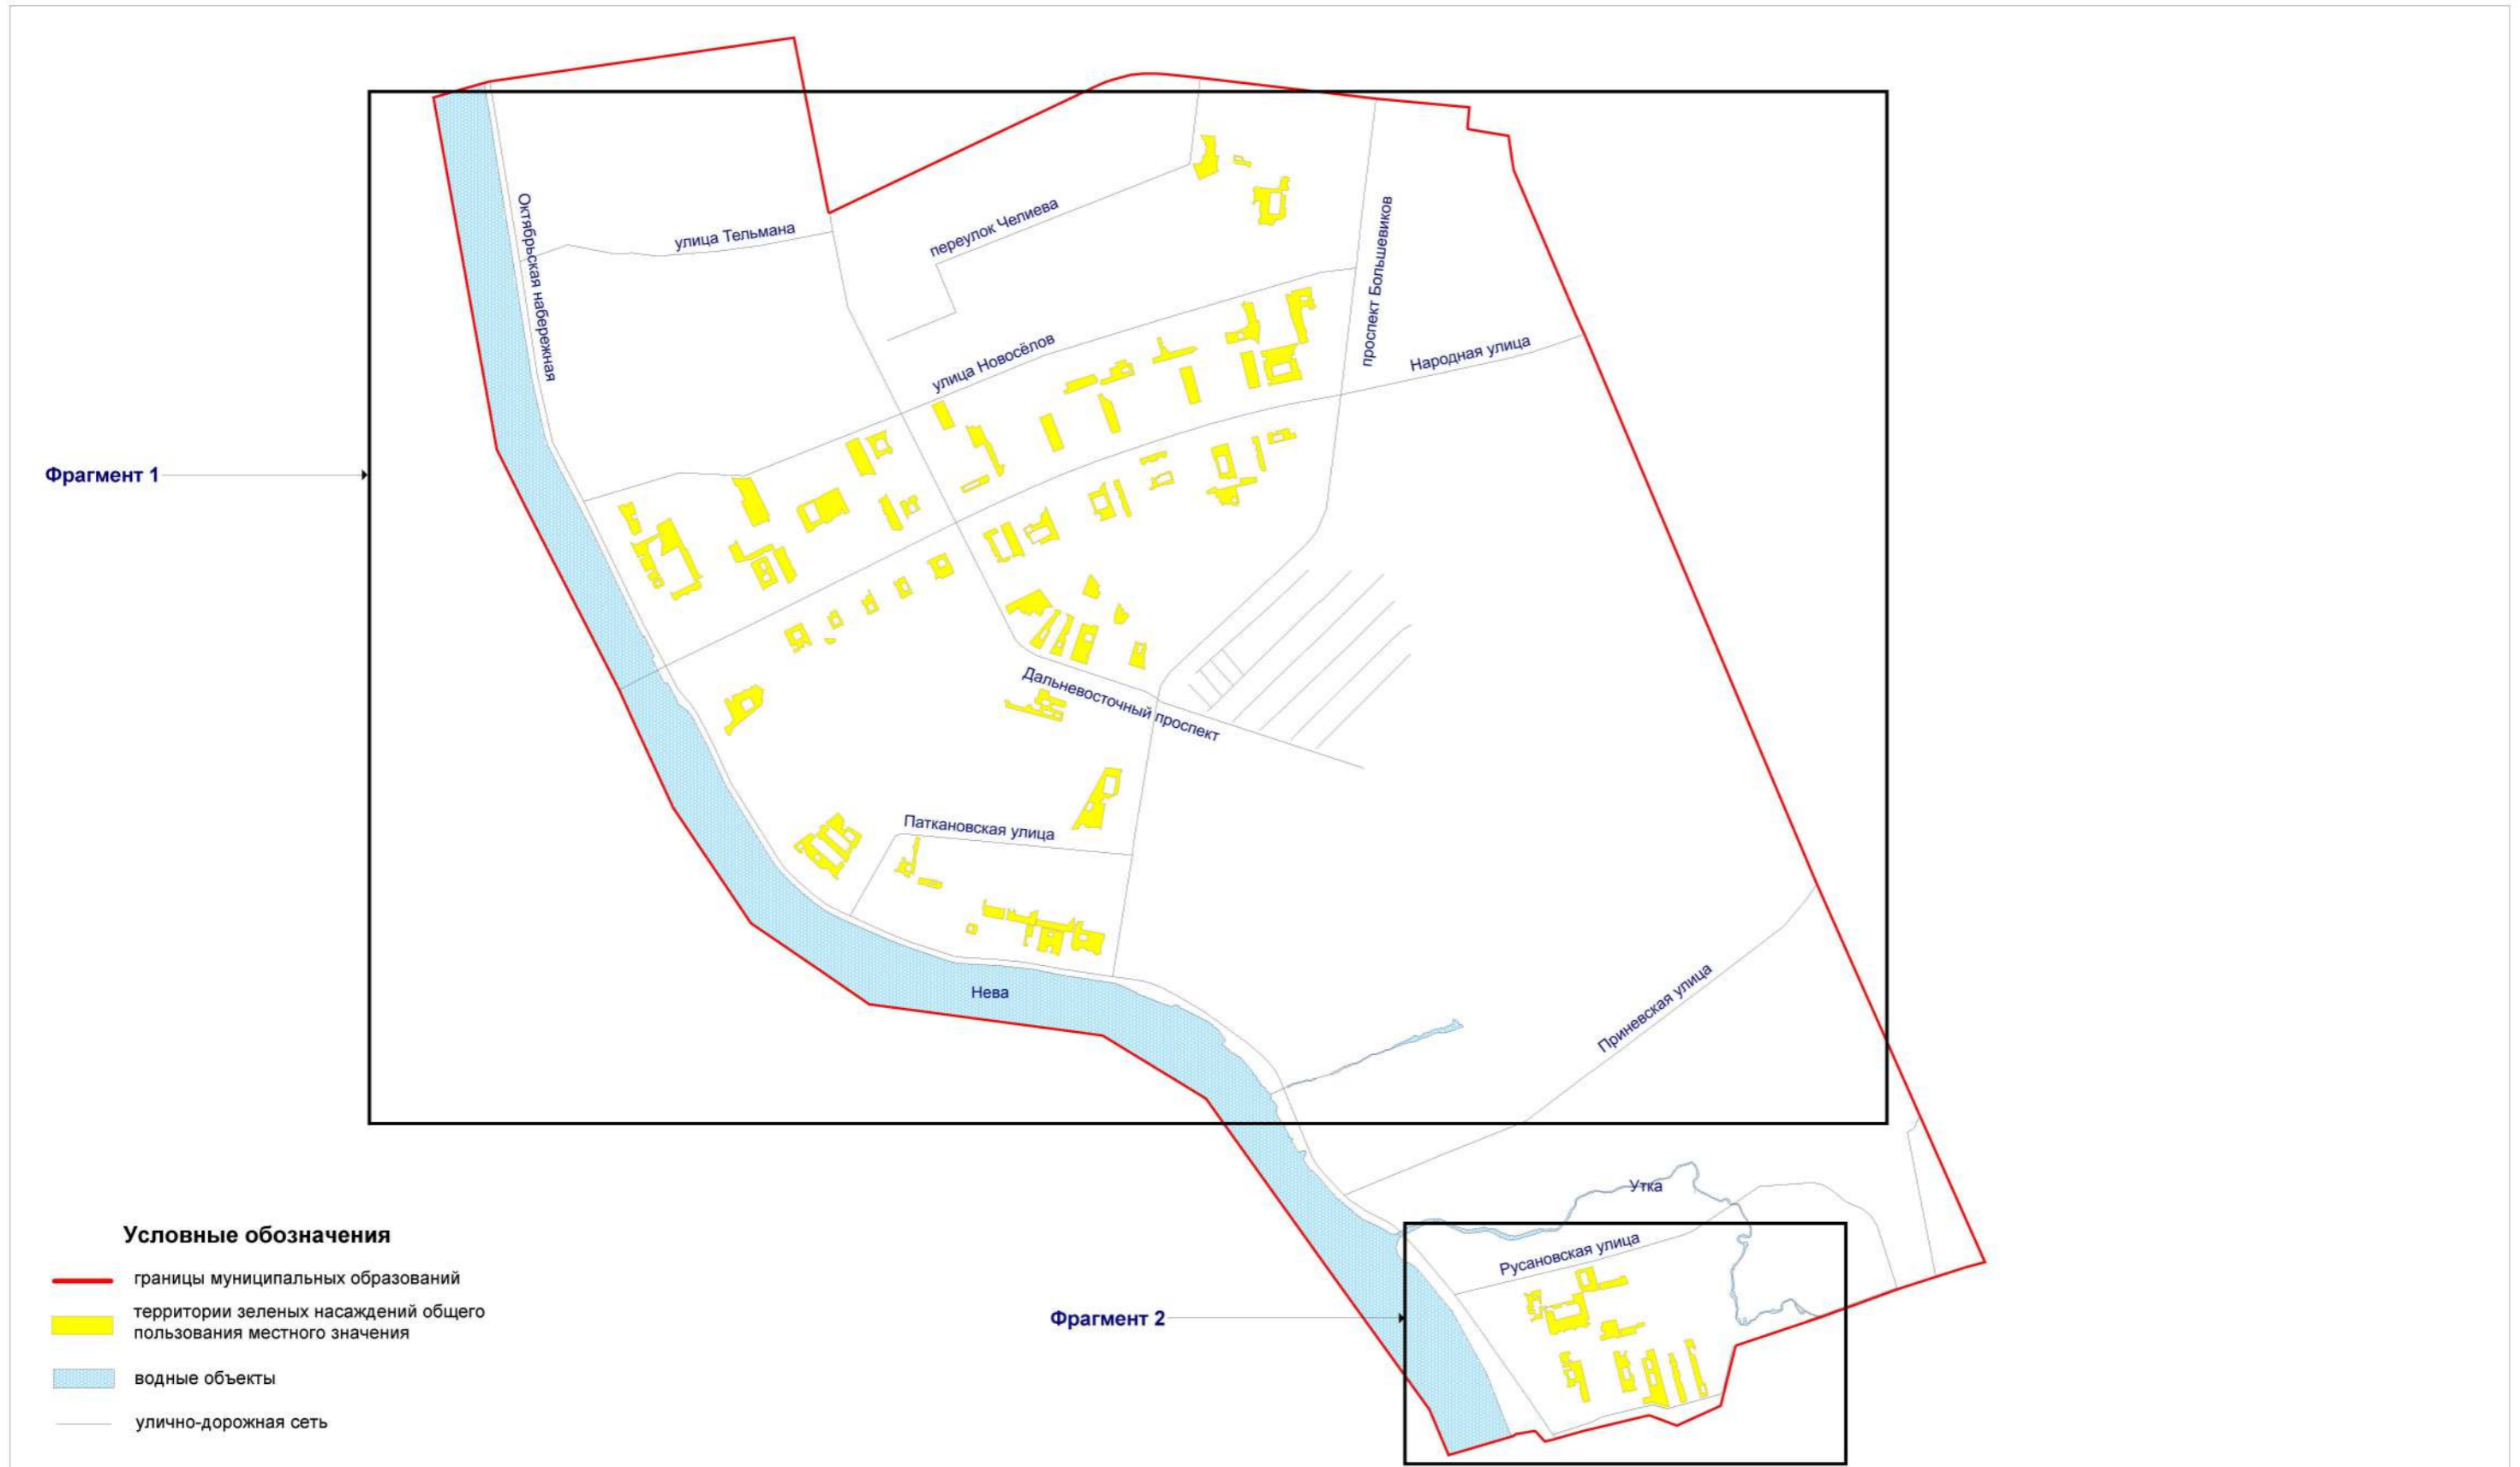 Октябрьская набережная
улица Тельмана
переулок Челиева
проспект Большевиков
улица Новосёлов
Народная улица
Фрагмент 1
Дальневосточный проспект
Паткановская улица
Нева
Приневская улица
Утка
Русановская улица
Фрагмент 2
Условные обозначения
границы муниципальных образований
территории зеленых насаждений общего
пользования местного значения
водные объекты
улично-дорожная сеть